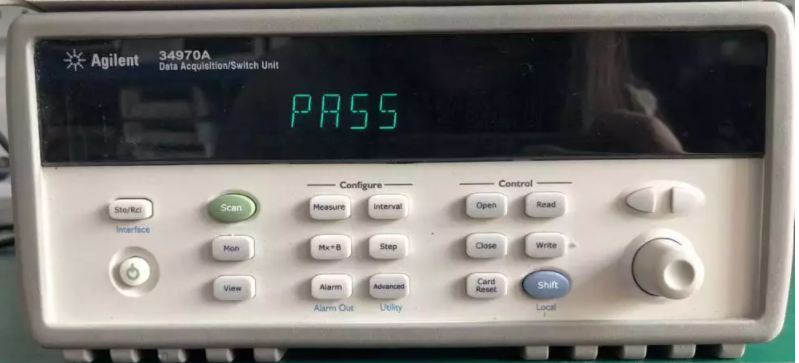 Agilent 34970A
Data Acquisition/Switch Unit
PASS
Configure Control
Sto/Rcl Scan Measure Interval Open Read
Interface
Mon Mx+B Step Close Write
View Alarm Advanced Card Reset Shift
Alarm Out Utility Local